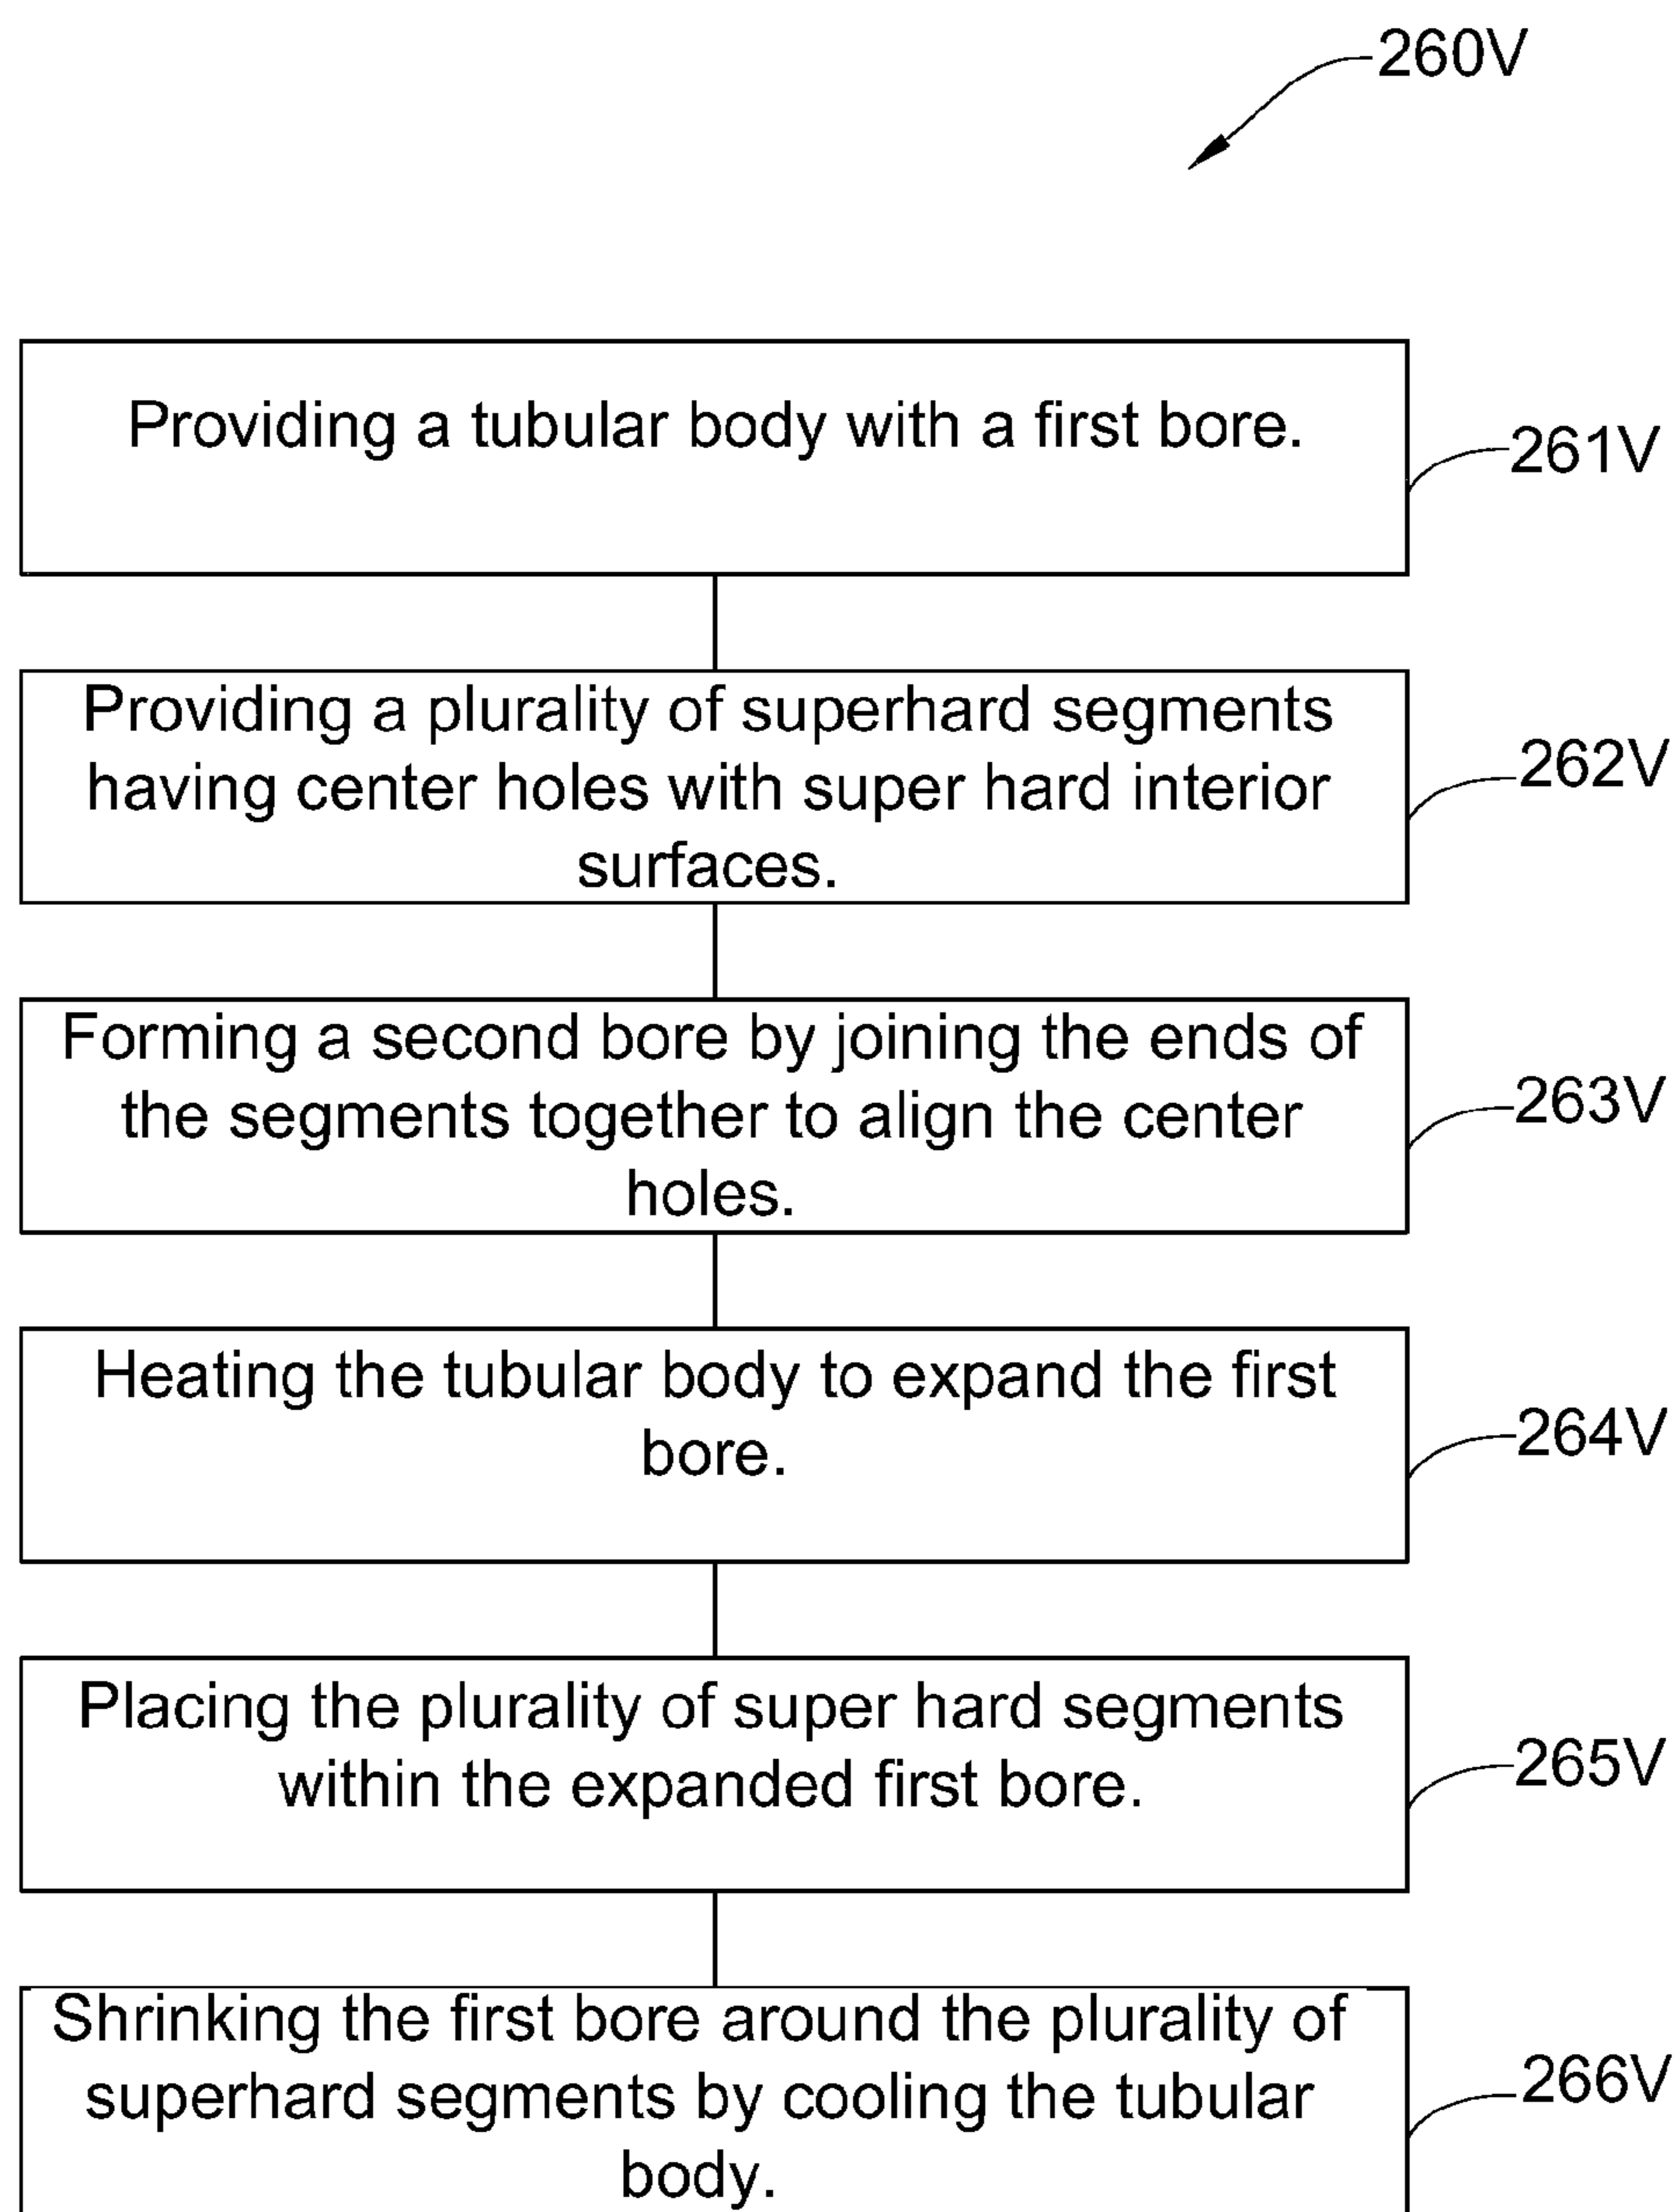 260V
Providing a tubular body with a first bore.
261V
Providing a plurality of superhard segments
having center holes with super hard interior
surfaces.
262V
Forming a second bore by joining the ends of
the segments together to align the center
holes.
263V
Heating the tubular body to expand the first
bore.
264V
Placing the plurality of super hard segments
within the expanded first bore.
265V
Shrinking the first bore around the plurality of
superhard segments by cooling the tubular
body.
266V